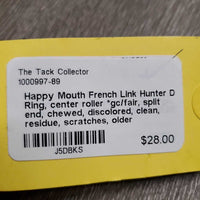 The Tack Collector
1000997-89
Happy Mouth French Link Hunter D
Ring, center roller *gc/fair, split
end, chewed, discolored, clean,
residue, scratches, older
$28.00
J5DBKS